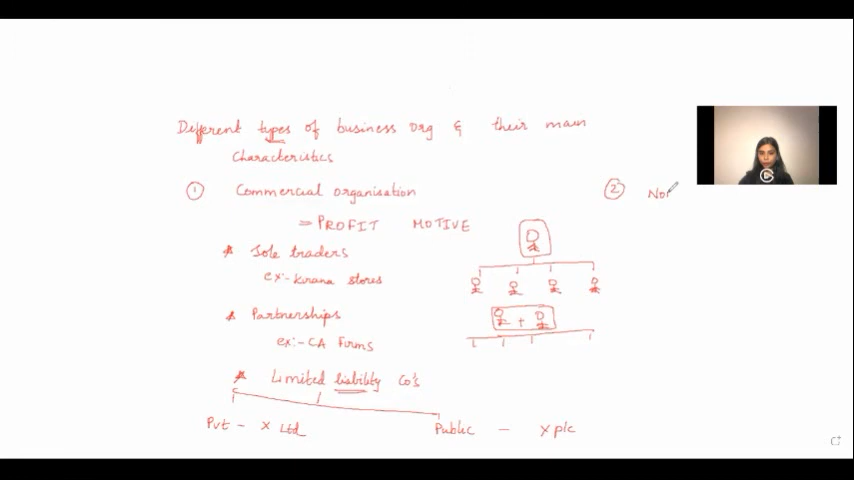 Different types of business org & their main
Characteristics
① Commercial organisation
⇒ PROFIT MOTIVE
* Sole traders
ex:- Kirana stores
* Partnerships
ex:- CA Firms
+
* Limited liability Co's
Pvt - X Ltd
Public - X plc
② Non